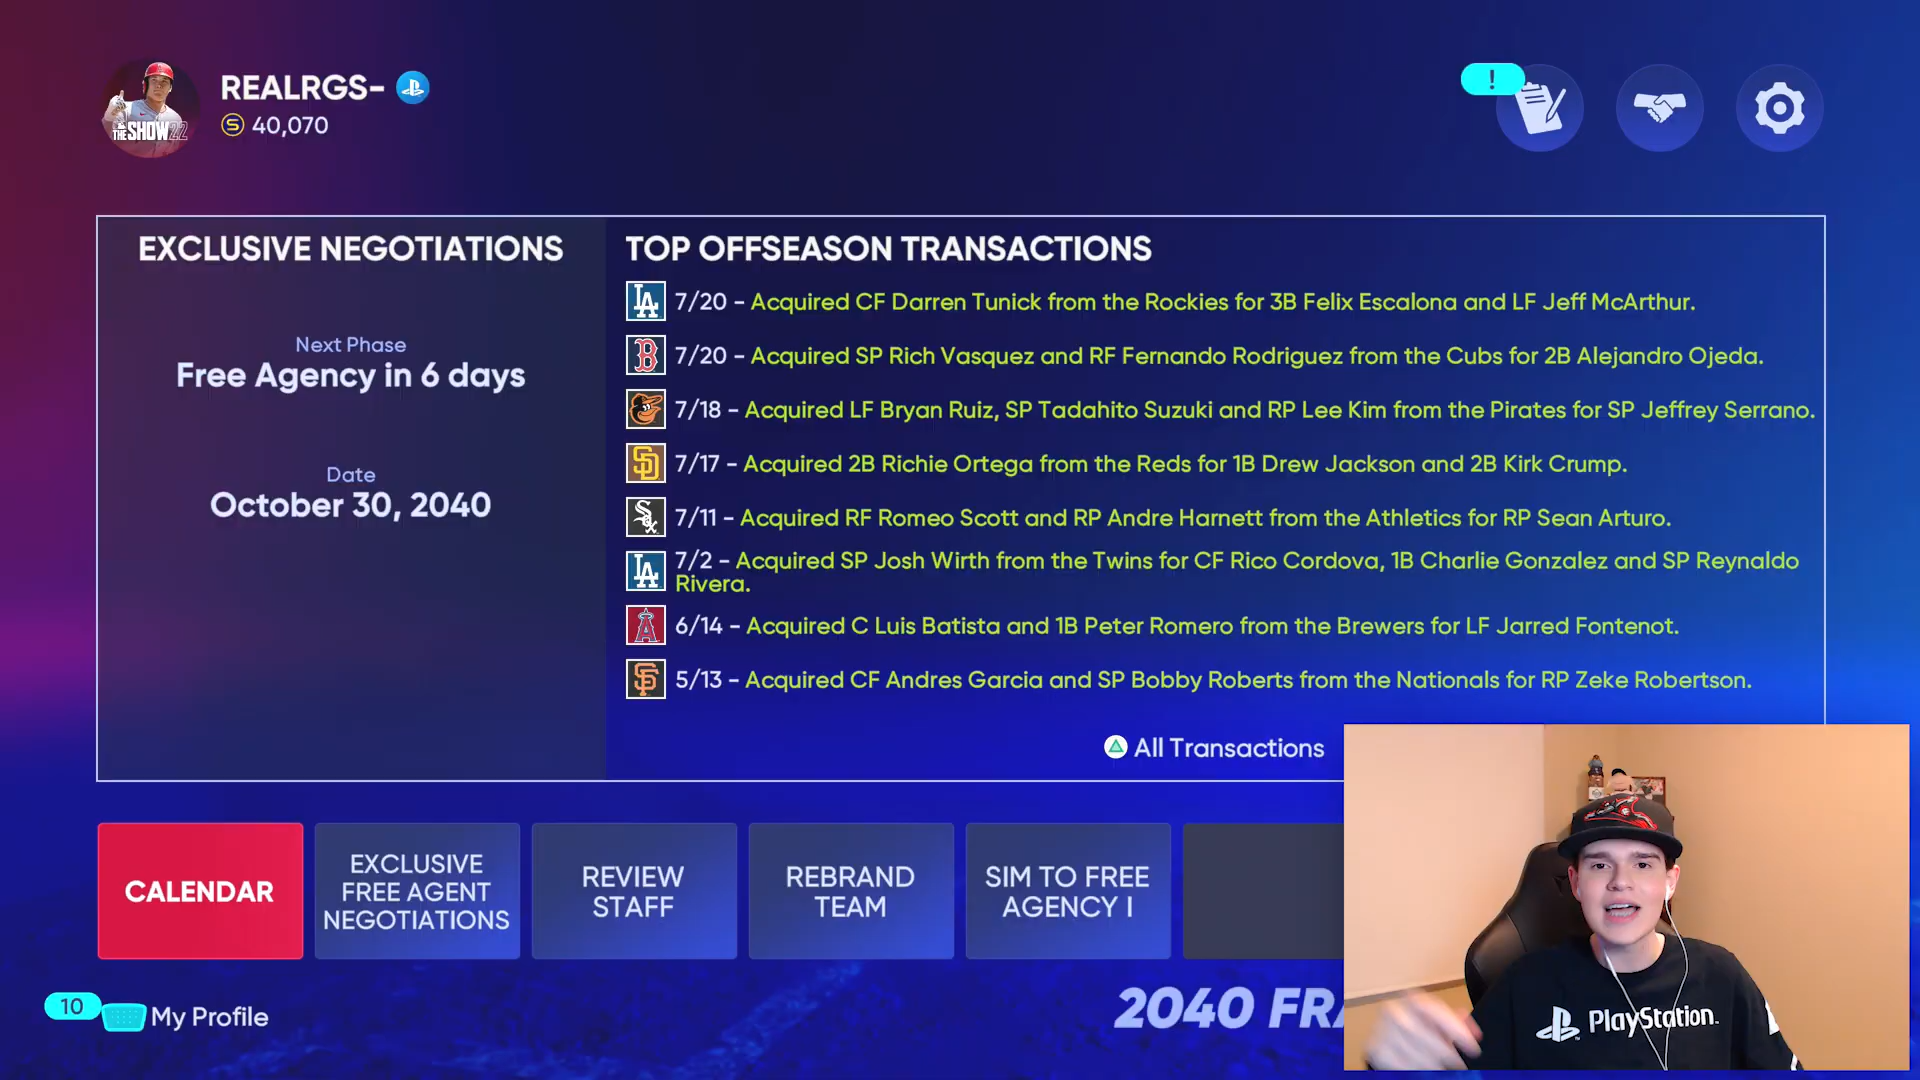 REALRGS-
40,070
THE SHOW 22
!
EXCLUSIVE NEGOTIATIONS
Next Phase
Free Agency in 6 days
Date
October 30, 2040
TOP OFFSEASON TRANSACTIONS
7/20 - Acquired CF Darren Tunick from the Rockies for 3B Felix Escalona and LF Jeff McArthur.
7/20 - Acquired SP Rich Vasquez and RF Fernando Rodriguez from the Cubs for 2B Alejandro Ojeda.
7/18 - Acquired LF Bryan Ruiz, SP Tadahito Suzuki and RP Lee Kim from the Pirates for SP Jeffrey Serrano.
7/17 - Acquired 2B Richie Ortega from the Reds for 1B Drew Jackson and 2B Kirk Crump.
7/11 - Acquired RF Romeo Scott and RP Andre Harnett from the Athletics for RP Sean Arturo.
7/2 - Acquired SP Josh Wirth from the Twins for CF Rico Cordova, 1B Charlie Gonzalez and SP Reynaldo
Rivera.
6/14 - Acquired C Luis Batista and 1B Peter Romero from the Brewers for LF Jarred Fontenot.
5/13 - Acquired CF Andres Garcia and SP Bobby Roberts from the Nationals for RP Zeke Robertson.
All Transactions
CALENDAR
EXCLUSIVE
FREE AGENT
NEGOTIATIONS
REVIEW
STAFF
REBRAND
TEAM
SIM TO FREE
AGENCY I
10
My Profile
2040 FRA
PlayStation